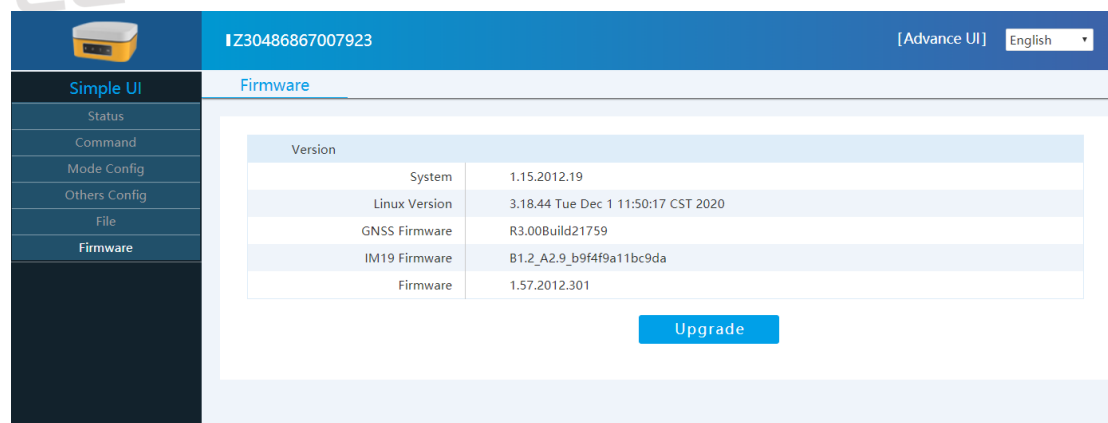 Z30486867007923
[Advance UI] English
Simple UI
Status
Command
Mode Config
Others Config
File
Firmware
Firmware
Version
System 1.15.2012.19
Linux Version 3.18.44 Tue Dec 1 11:50:17 CST 2020
GNSS Firmware R3.00Build21759
IM19 Firmware B1.2_A2.9_b9f4f9a11bc9da
Firmware 1.57.2012.301
Upgrade